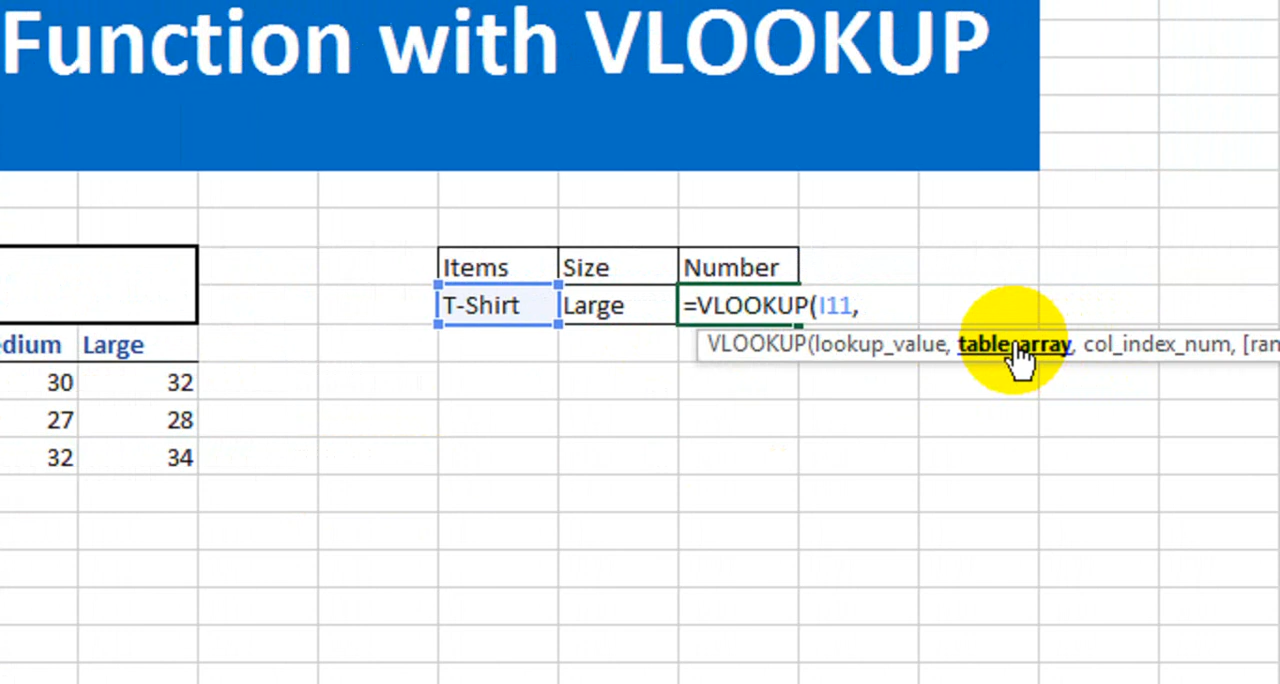 Function with VLOOKUP
Items Size Number
T-Shirt Large =VLOOKUP(I11,
VLOOKUP(lookup_value, table_array, col_index_num, [ran
dium Large
30 32
27 28
32 34